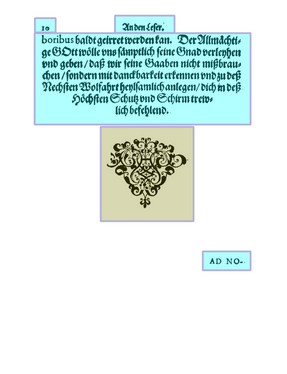 10 An den Leser.
boribus baldt geirret werden kan. Der Allmächti-
ge GOtt wölle vns sämptlich seine Gnad verleyhen
vnd geben / daß wir seine Gaaben nicht mißbrau-
chen / sondern mit danckbarkeit erkennen vnd zu deß
Nechsten Wolfahrt heylsamlich anlegen / dich in deß
Höchsten Schutz vnd Schirm trew-
lich befehlend.
AD NO-